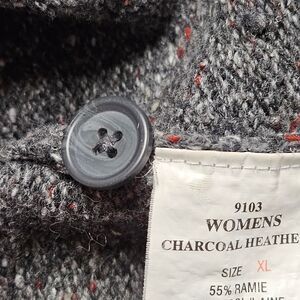 9103
WOMENS
CHARCOAL HEATHE
SIZE XL
55% RAMIE